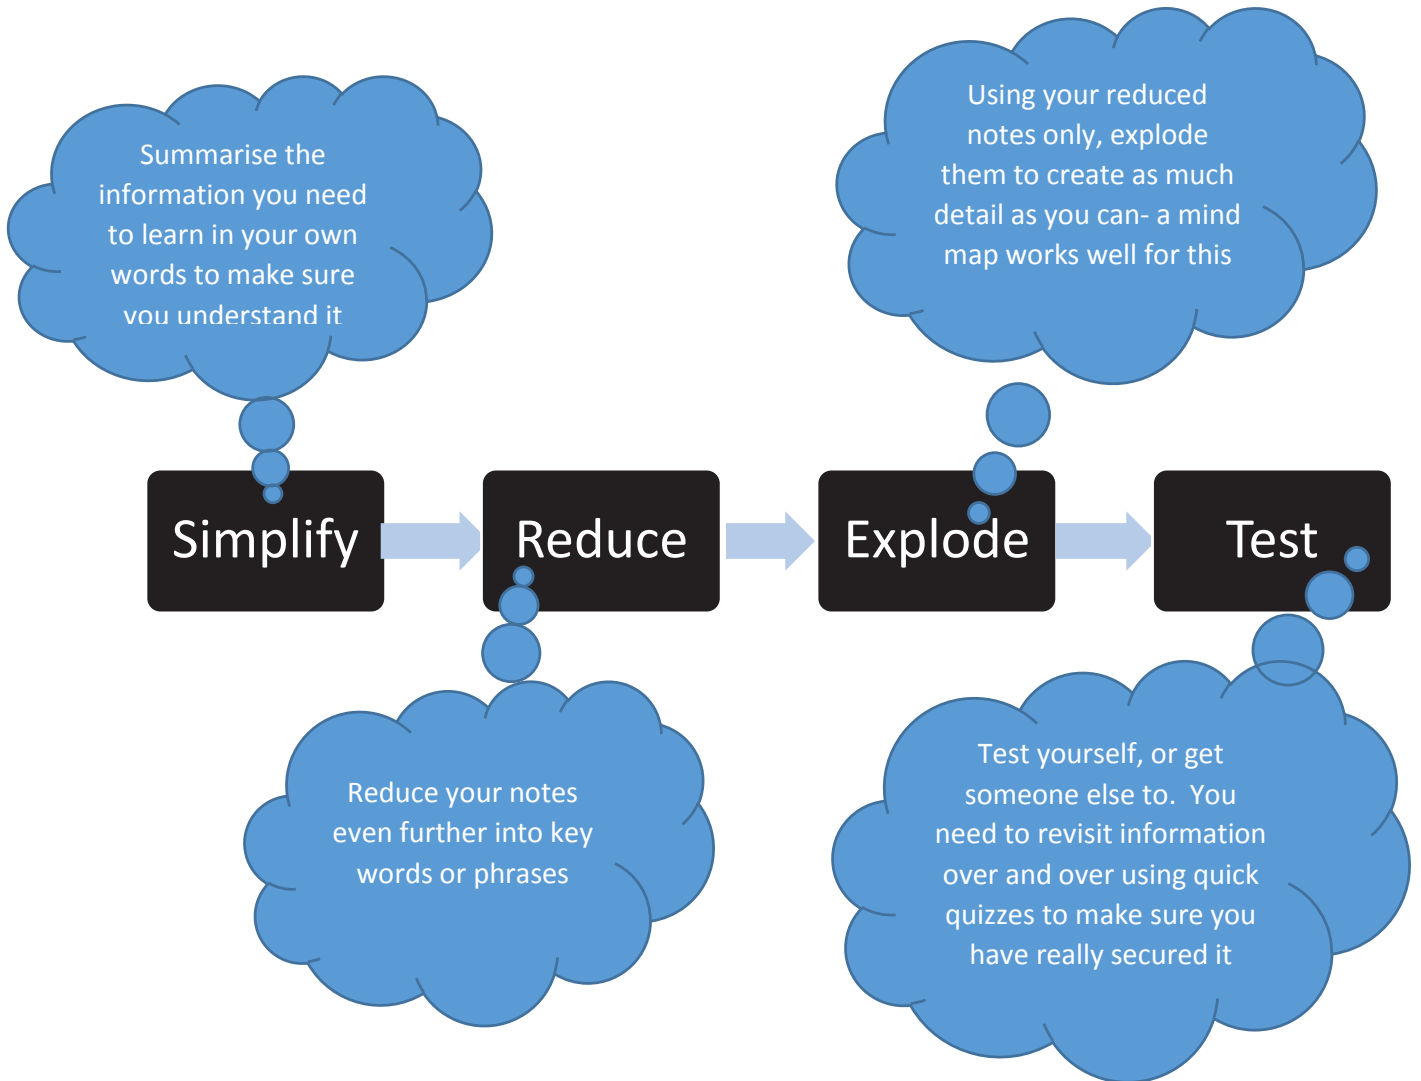 Summarise the
information you need
to learn in your own
words to make sure
you understand it
Using your reduced
notes only, explode
them to create as much
detail as you can- a mind
map works well for this
Simplify
Reduce
Explode
Test
Reduce your notes
even further into key
words or phrases
Test yourself, or get
someone else to.  You
need to revisit information
over and over using quick
quizzes to make sure you
have really secured it